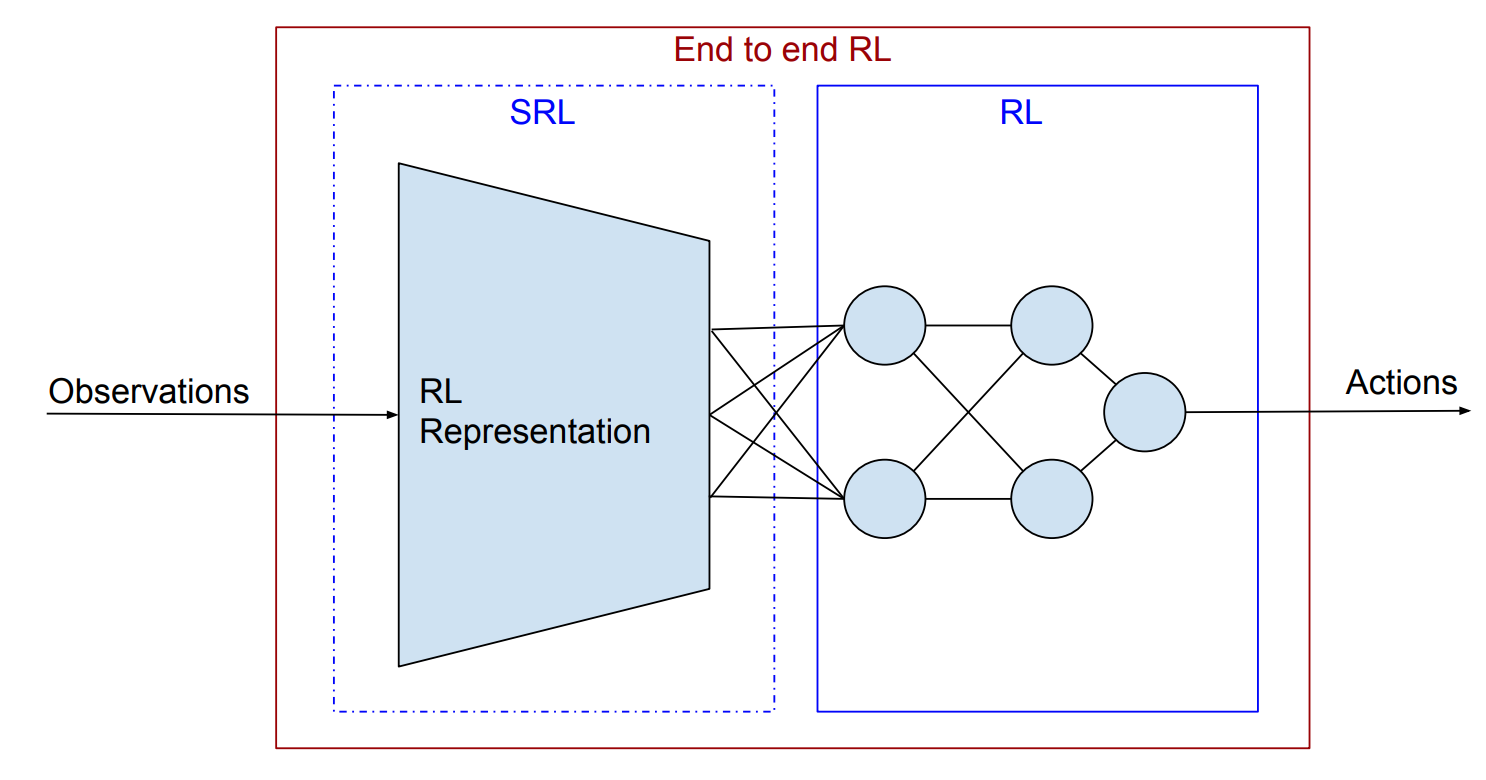 End to end RL
SRL
RL
Observations
RL
Representation
Actions